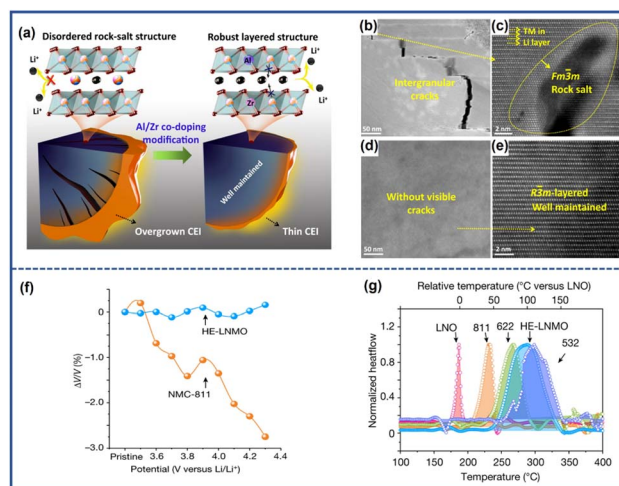 (a)
Disordered rock-salt structure
Robust layered structure
Li⁺
Li⁺
Li⁺
Li⁺
Al
Zr
Al/Zr co-doping
modification
Well maintained
Overgrown CEI
Thin CEI
(b)
Intergranular
cracks
50 nm
(c)
TM in
Li layer
Fm3̅m
Rock salt
2 nm
(d)
Without visible
cracks
50 nm
(e)
R3̅m-layered
Well maintained
2 nm
(f)
ΔV/V (%)
0
−1.0
−2.0
−3.0
HE-LNMO
NMC-811
Pristine 3.6 3.8 4.0 4.2 4.4
Potential (V versus Li/Li⁺)
(g)
Relative temperature (°C versus LNO)
0 50 100 150
Normalized heatflow
1.2
0.8
0.4
0
LNO 811 622 HE-LNMO
532
100 150 200 250 300 350 400
Temperature (°C)